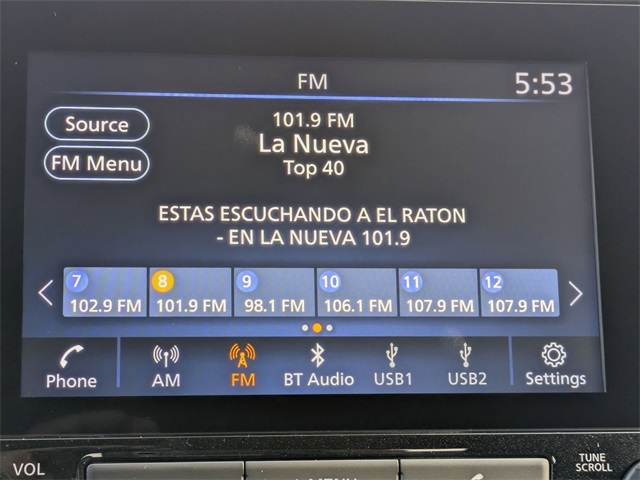 FM
5:53
Source
FM Menu
101.9 FM
La Nueva
Top 40
ESTAS ESCUCHANDO A EL RATON
- EN LA NUEVA 101.9
7
102.9 FM
8
101.9 FM
9
98.1 FM
10
106.1 FM
11
107.9 FM
12
107.9 FM
Phone
AM
FM
BT Audio
USB1
USB2
Settings
VOL
MENU
TUNE
SCROLL